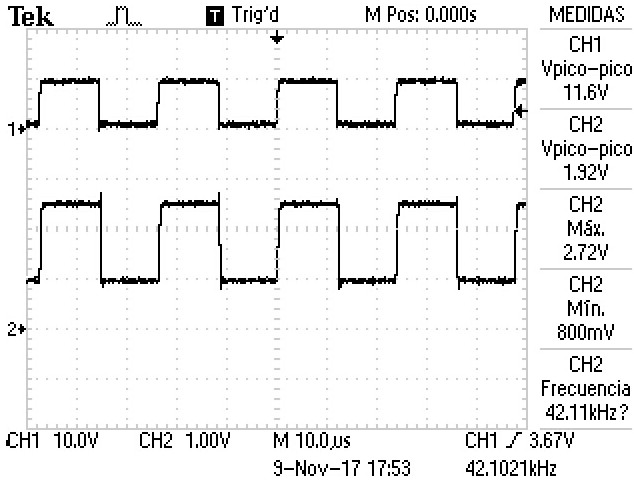 Tek T Trig'd M Pos: 0.000s MEDIDAS
CH1
Vpico-pico
11.6V
CH2
Vpico-pico
1.92V
CH2
Máx.
2.72V
CH2
Mín.
800mV
CH2
Frecuencia
42.11kHz?
1
2
CH1 10.0V CH2 1.00V M 10.0µs CH1 3.67V
9-Nov-17 17:53 42.1021kHz